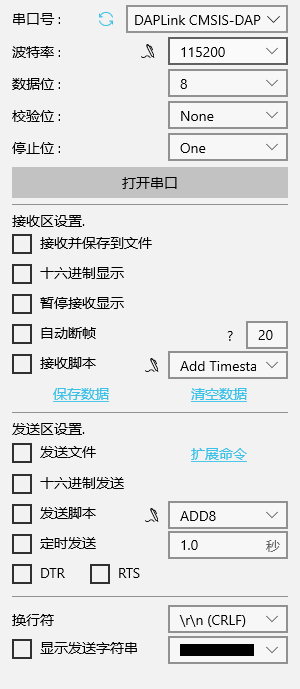 串口号： DAPLink CMSIS-DAP
波特率： 115200
数据位： 8
校验位： None
停止位： One
打开串口
接收区设置.
接收并保存到文件
十六进制显示
暂停接收显示
自动断帧 ? 20
接收脚本 Add Timesta
保存数据 清空数据
发送区设置.
发送文件 扩展命令
十六进制发送
发送脚本 ADD8
定时发送 1.0 秒
DTR RTS
换行符 \r\n (CRLF)
显示发送字符串